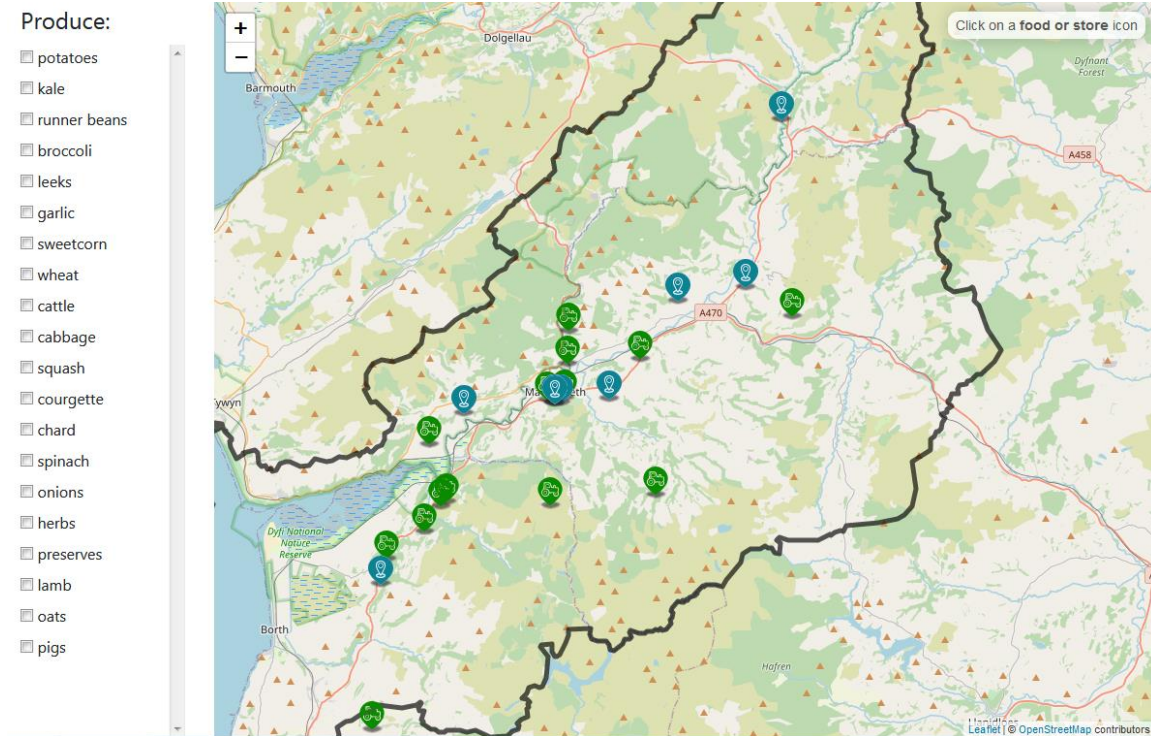 Produce:
potatoes
kale
runner beans
broccoli
leeks
garlic
sweetcorn
wheat
cattle
cabbage
squash
courgette
chard
spinach
onions
herbs
preserves
lamb
oats
pigs
+
−
Click on a food or store icon
Dolgellau
Barmouth
Dyfnant
Forest
A458
A470
Dyfi National
Nature
Reserve
Borth
Hafren
Leaflet | © OpenStreetMap contributors